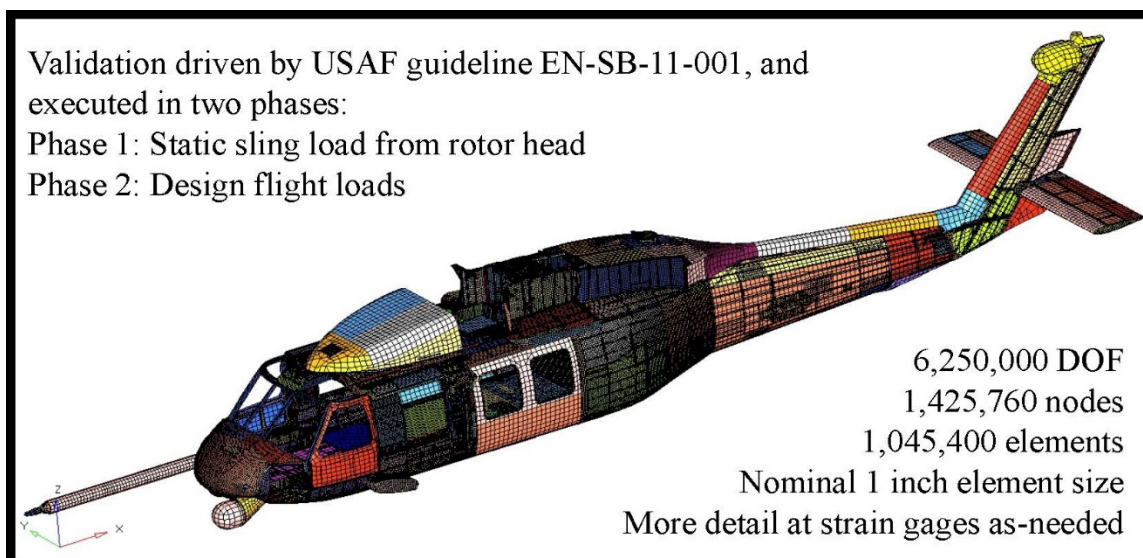 Validation driven by USAF guideline EN-SB-11-001, and
executed in two phases:
Phase 1: Static sling load from rotor head
Phase 2: Design flight loads
6,250,000 DOF
1,425,760 nodes
1,045,400 elements
Nominal 1 inch element size
More detail at strain gages as-needed
Z
Y
X